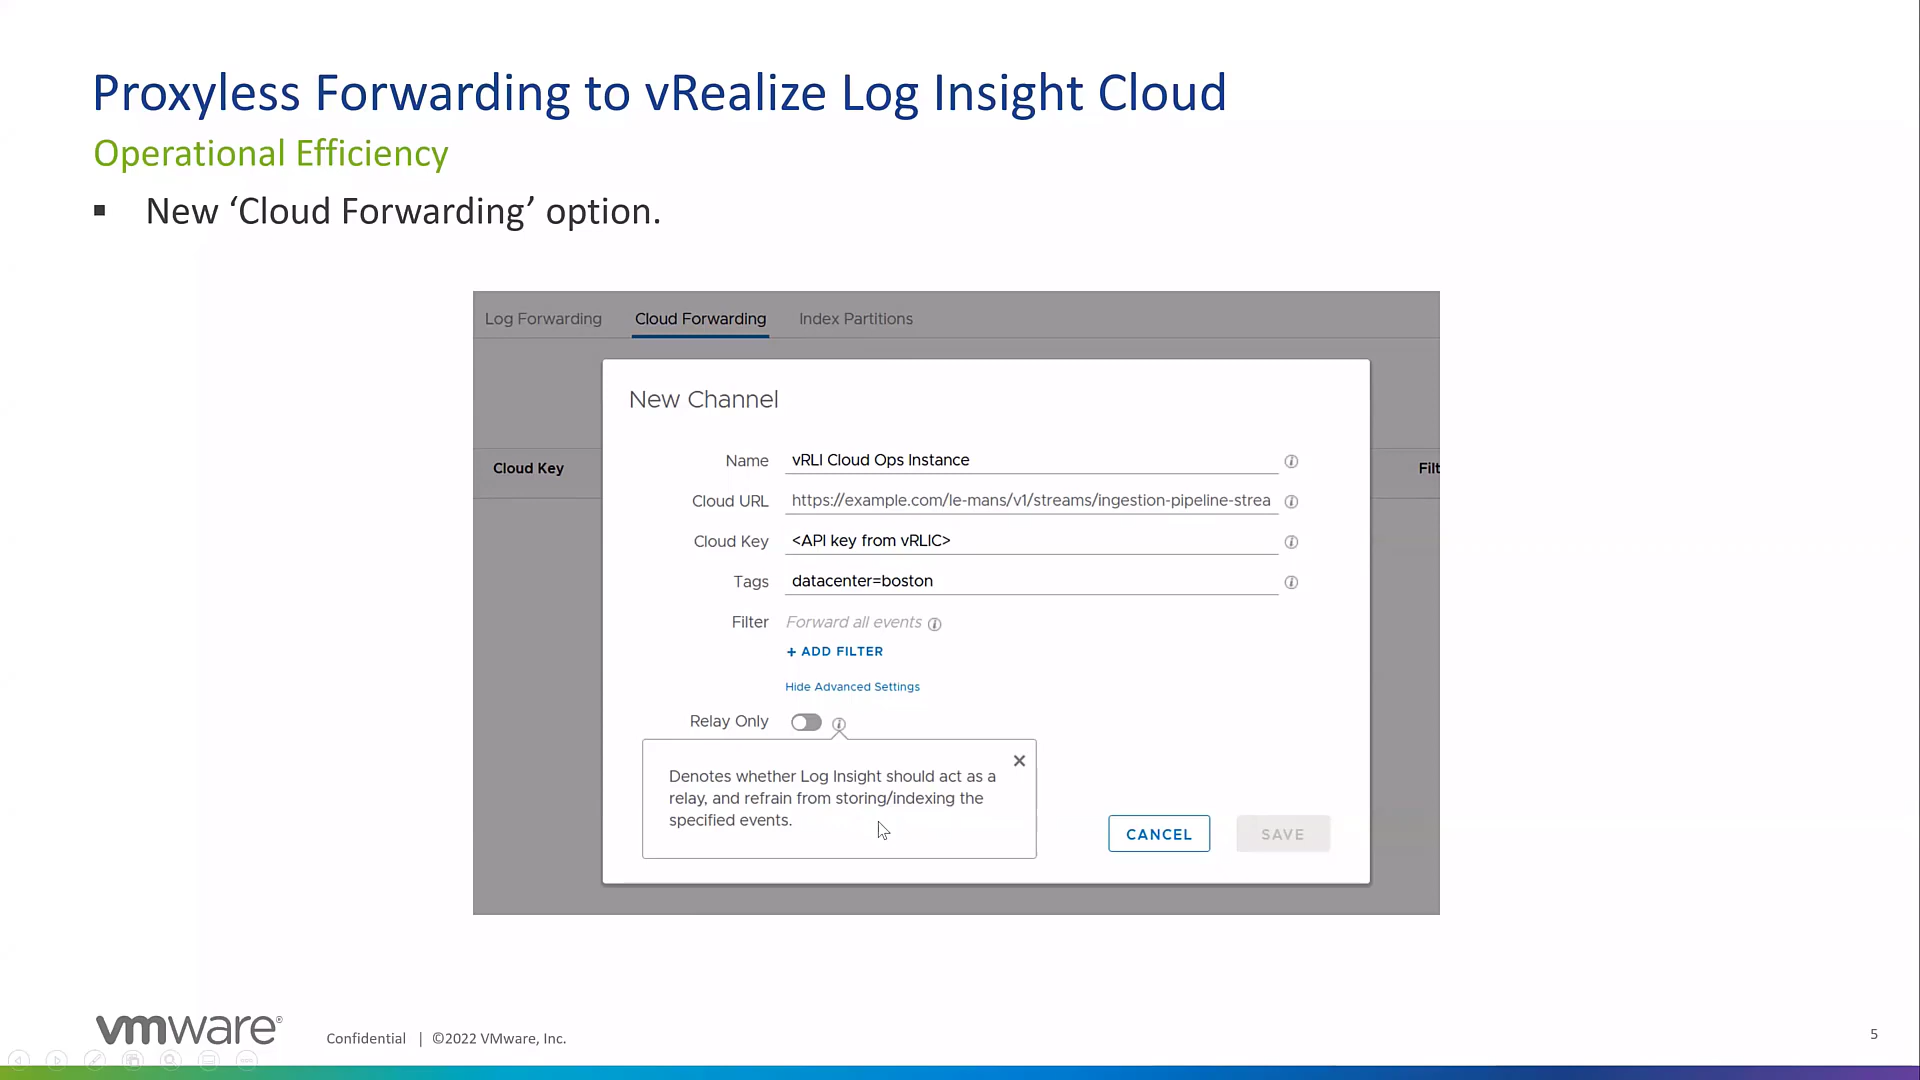 Proxyless Forwarding to vRealize Log Insight Cloud
Operational Efficiency
▪ New ‘Cloud Forwarding’ option.
Log Forwarding Cloud Forwarding Index Partitions
New Channel
Cloud Key
Filt
Name vRLI Cloud Ops Instance
Cloud URL https://example.com/le-mans/v1/streams/ingestion-pipeline-strea
Cloud Key <API key from vRLIC>
Tags datacenter=boston
Filter Forward all events
+ ADD FILTER
Hide Advanced Settings
Relay Only
Denotes whether Log Insight should act as a
relay, and refrain from storing/indexing the
specified events.
CANCEL SAVE
vmware®
Confidential | ©2022 VMware, Inc.
5